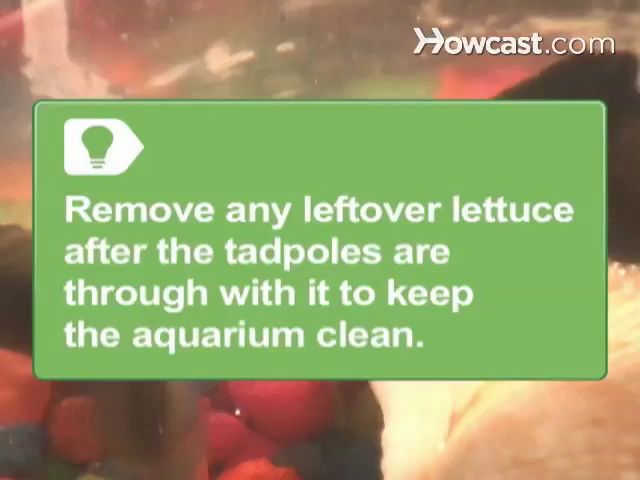 Howcast.com
Remove any leftover lettuce
after the tadpoles are
through with it to keep
the aquarium clean.